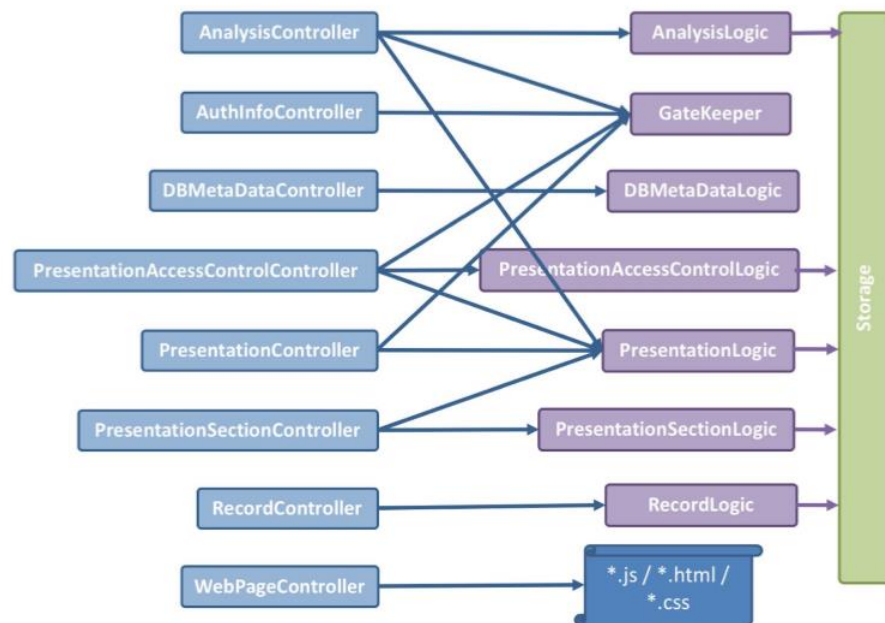 AnalysisController
AnalysisLogic
AuthInfoController
GateKeeper
DBMetaDataController
DBMetaDataLogic
PresentationAccessControlController
PresentationAccessControlLogic
Storage
PresentationController
PresentationLogic
PresentationSectionController
PresentationSectionLogic
RecordController
RecordLogic
WebPageController
*.js / *.html /
*.css